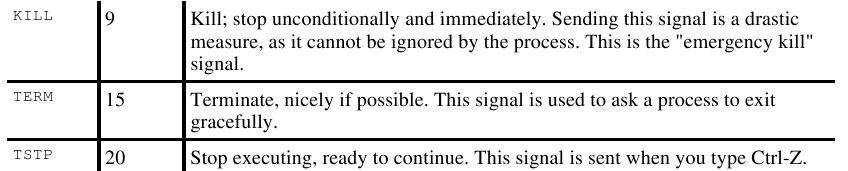 KILL 9 Kill; stop unconditionally and immediately. Sending this signal is a drastic
measure, as it cannot be ignored by the process. This is the "emergency kill"
signal.
TERM 15 Terminate, nicely if possible. This signal is used to ask a process to exit
gracefully.
TSTP 20 Stop executing, ready to continue. This signal is sent when you type Ctrl-Z.